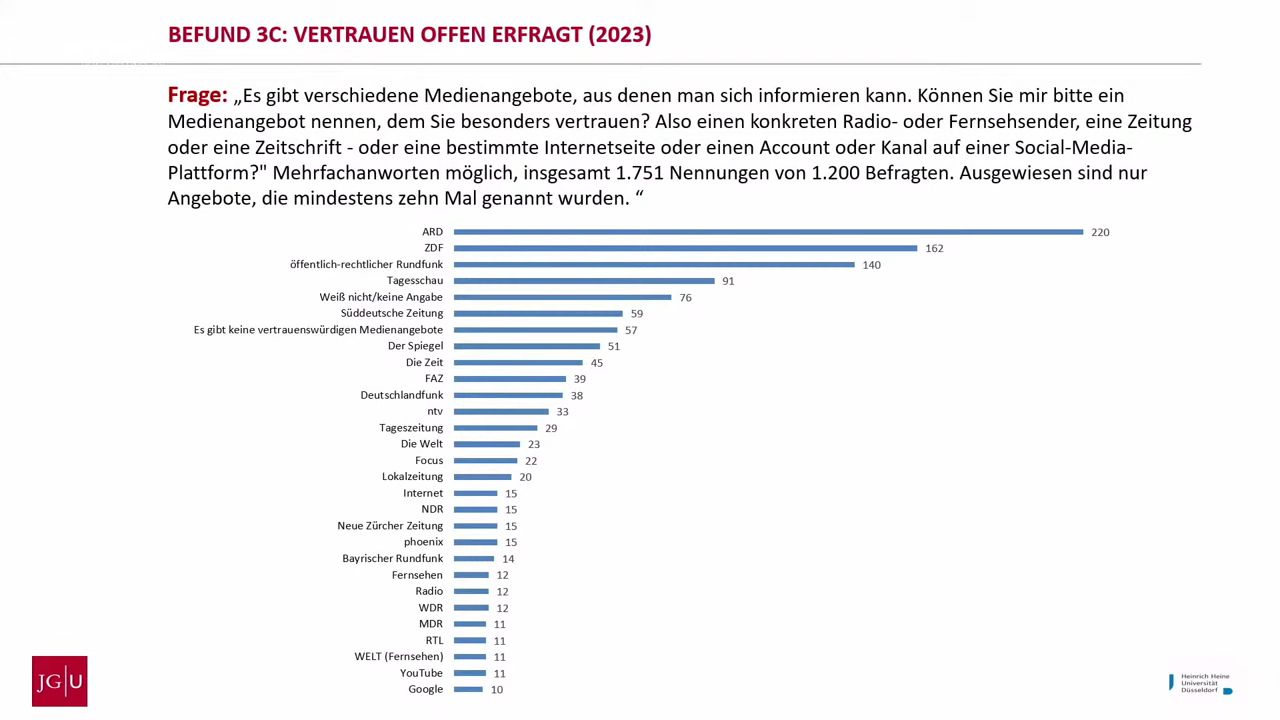 BEFUND 3C: VERTRAUEN OFFEN ERFRAGT (2023)
Frage: „Es gibt verschiedene Medienangebote, aus denen man sich informieren kann. Können Sie mir bitte ein
Medienangebot nennen, dem Sie besonders vertrauen? Also einen konkreten Radio- oder Fernsehsender, eine Zeitung
oder eine Zeitschrift - oder eine bestimmte Internetseite oder einen Account oder Kanal auf einer Social-Media-
Plattform?" Mehrfachanworten möglich, insgesamt 1.751 Nennungen von 1.200 Befragten. Ausgewiesen sind nur
Angebote, die mindestens zehn Mal genannt wurden. “
ARD 220
ZDF 162
öffentlich-rechtlicher Rundfunk 140
Tagesschau 91
Weiß nicht/keine Angabe 76
Süddeutsche Zeitung 59
Es gibt keine vertrauenswürdigen Medienangebote 57
Der Spiegel 51
Die Zeit 45
FAZ 39
Deutschlandfunk 38
ntv 33
Tageszeitung 29
Die Welt 23
Focus 22
Lokalzeitung 20
Internet 15
NDR 15
Neue Zürcher Zeitung 15
phoenix 15
Bayrischer Rundfunk 14
Fernsehen 12
Radio 12
WDR 12
MDR 11
RTL 11
WELT (Fernsehen) 11
YouTube 11
Google 10
JG|U
Heinrich Heine
Universität
Düsseldorf